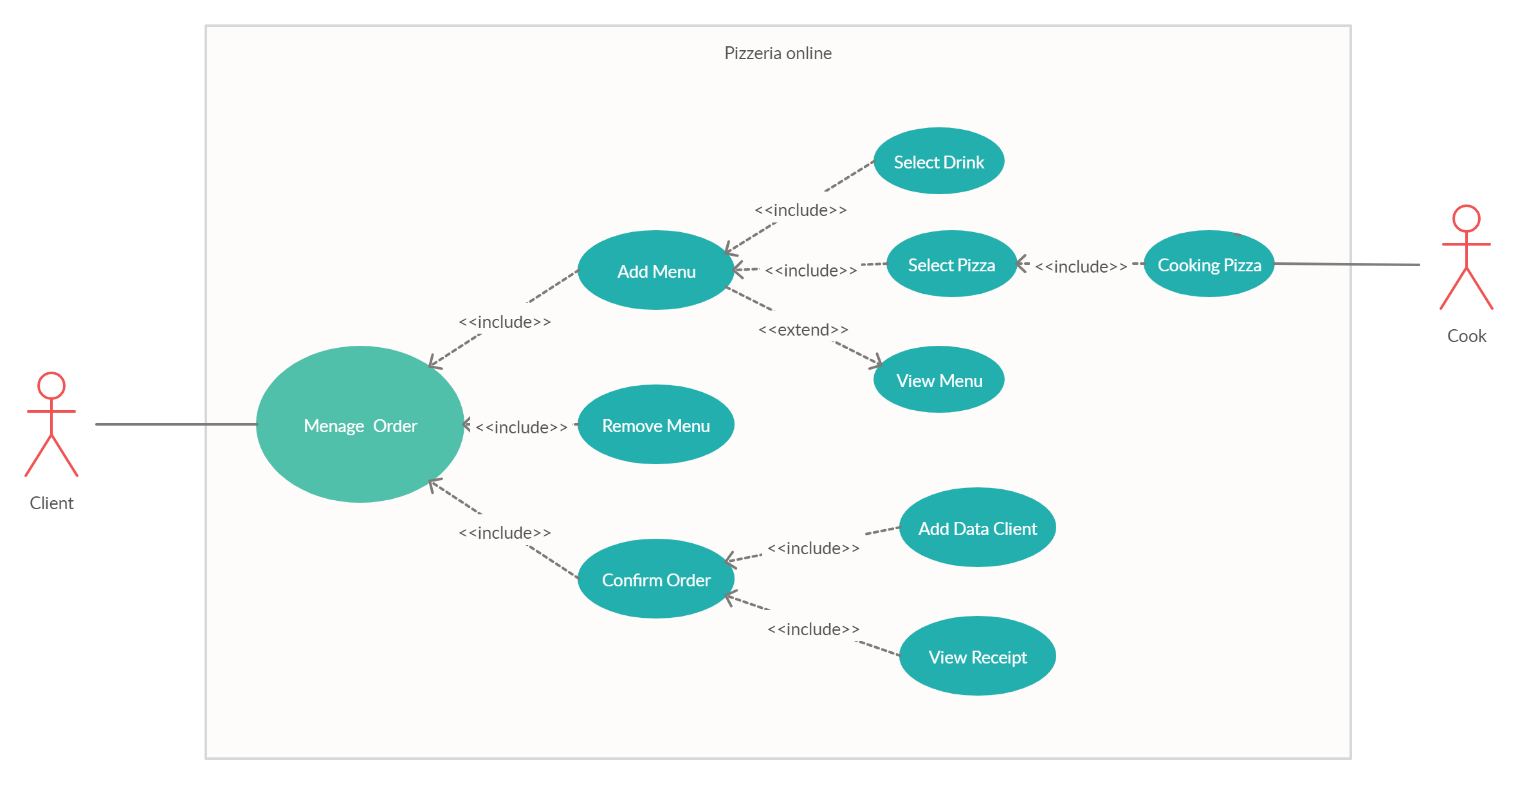 Pizzeria online
Select Drink
<<include>>
Add Menu
<<include>>
Select Pizza
<<include>>
Cooking Pizza
Cook
<<include>>
<<extend>>
View Menu
Client
Menage Order
<<include>>
Remove Menu
<<include>>
Confirm Order
<<include>>
Add Data Client
<<include>>
View Receipt